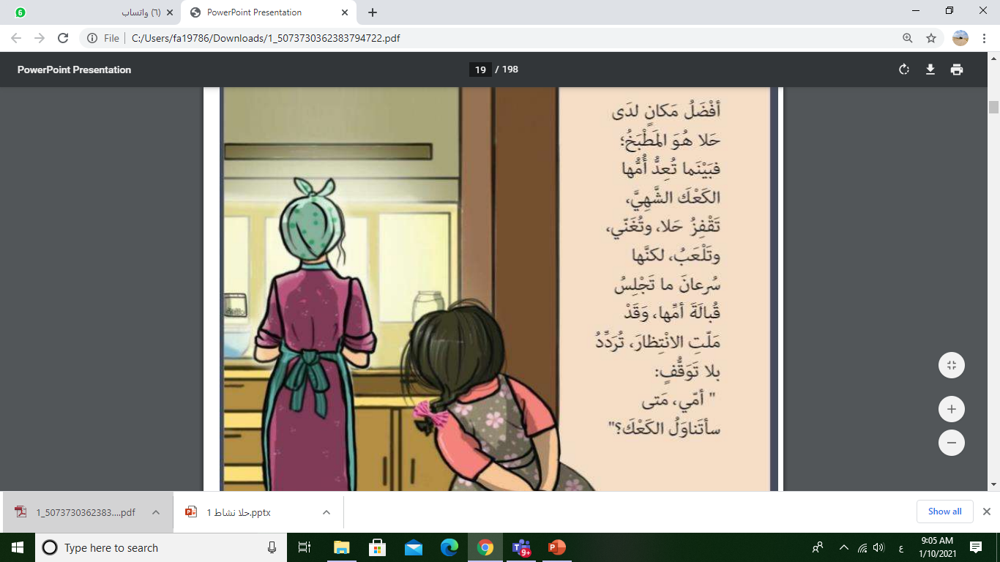 (٦) واتساب
PowerPoint Presentation
File
C:/Users/fa19786/Downloads/1_5073730362383794722.pdf
PowerPoint Presentation
19 / 198
أفْضَلُ مَكانٍ لدَى
حَلا هُوَ المَطْبَخُ؛
فبَيْنَما تُعِدُّ أُمُّها
الكَعْكَ الشَّهِيَّ،
تَقْفِزُ حَلا، وتُغَنّي،
وتَلْعَبُ، لكنَّها
سُرعانَ ما تَجْلِسُ
قُبالَةَ أمِّها، وَقَدْ
مَلّتِ الانْتِظارَ، تُرَدِّدُ
بلا تَوَقُّفٍ:
" أمّي، مَتى
سأتَناوَلُ الكَعْكَ؟"
1_5073730362383....pdf
حلا نشاط 1.pptx
Show all
Type here to search
9+
ع
9:05 AM
1/10/2021